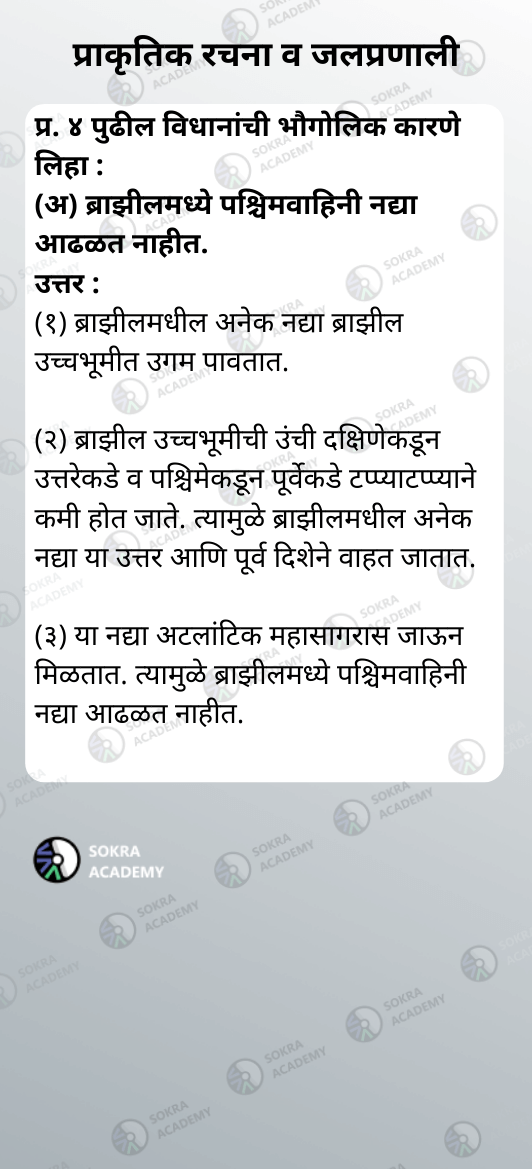 प्राकृतिक रचना व जलप्रणाली
प्र. ४ पुढील विधानांची भौगोलिक कारणे
लिहा :
(अ) ब्राझीलमध्ये पश्चिमवाहिनी नद्या
आढळत नाहीत.
उत्तर :
(१) ब्राझीलमधील अनेक नद्या ब्राझील
उच्चभूमीत उगम पावतात.
(२) ब्राझील उच्चभूमीची उंची दक्षिणेकडून
उत्तरेकडे व पश्चिमेकडून पूर्वेकडे टप्प्याटप्प्याने
कमी होत जाते. त्यामुळे ब्राझीलमधील अनेक
नद्या या उत्तर आणि पूर्व दिशेने वाहत जातात.
(३) या नद्या अटलांटिक महासागरास जाऊन
मिळतात. त्यामुळे ब्राझीलमध्ये पश्चिमवाहिनी
नद्या आढळत नाहीत.
SOKRA
ACADEMY